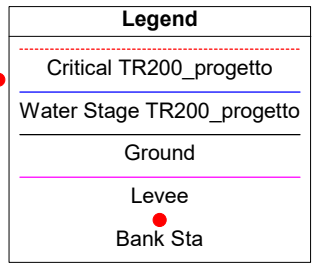 Legend
Critical TR200_progetto
Water Stage TR200_progetto
Ground
Levee
Bank Sta